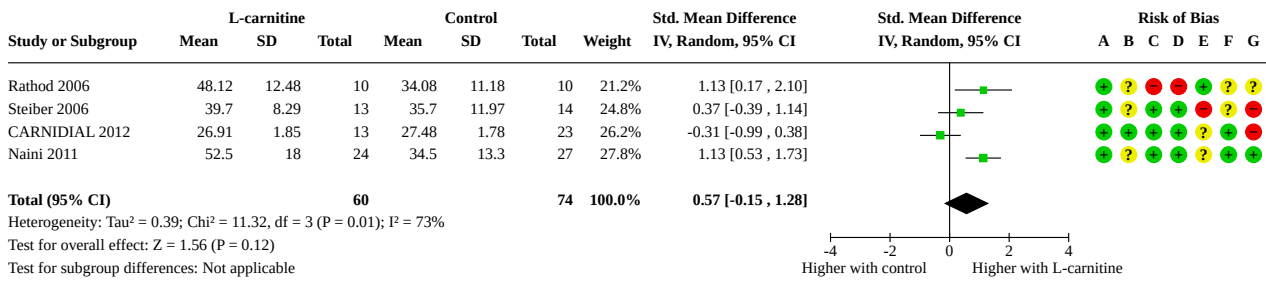 L-carnitine Control Std. Mean Difference Std. Mean Difference Risk of Bias
Study or Subgroup Mean SD Total Mean SD Total Weight IV, Random, 95% CI IV, Random, 95% CI A B C D E F G
Rathod 2006 48.12 12.48 10 34.08 11.18 10 21.2% 1.13 [0.17 , 2.10] + ? − − + ? ?
Steiber 2006 39.7 8.29 13 35.7 11.97 14 24.8% 0.37 [-0.39 , 1.14] + ? + + − ? −
CARNIDIAL 2012 26.91 1.85 13 27.48 1.78 23 26.2% -0.31 [-0.99 , 0.38] + + + + ? + −
Naini 2011 52.5 18 24 34.5 13.3 27 27.8% 1.13 [0.53 , 1.73] + ? + + ? + +
Total (95% CI) 60 74 100.0% 0.57 [-0.15 , 1.28]
Heterogeneity: Tau² = 0.39; Chi² = 11.32, df = 3 (P = 0.01); I² = 73%
Test for overall effect: Z = 1.56 (P = 0.12)
-4 -2 0 2 4
Test for subgroup differences: Not applicable
Higher with control Higher with L-carnitine